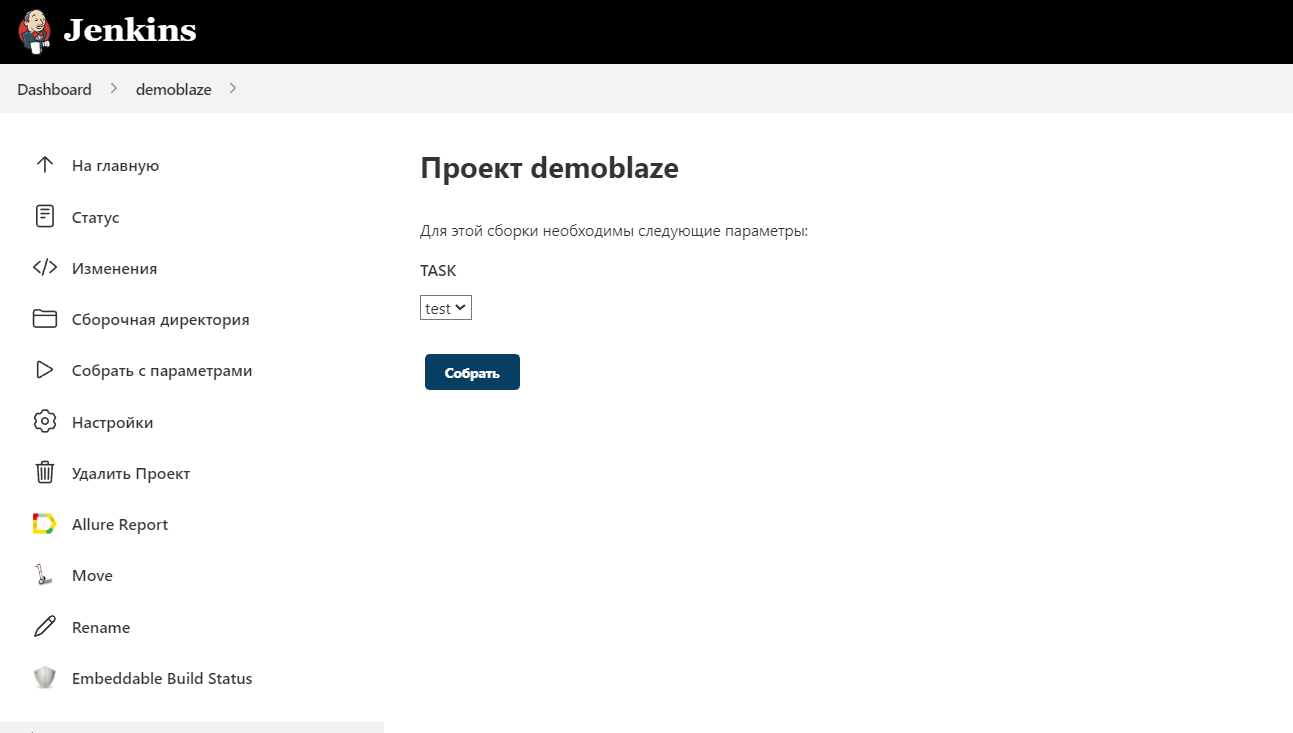 Jenkins
Dashboard
demoblaze
На главную
Статус
Изменения
Сборочная директория
Собрать с параметрами
Настройки
Удалить Проект
Allure Report
Move
Rename
Embeddable Build Status
Проект demoblaze
Для этой сборки необходимы следующие параметры:
TASK
test
Собрать